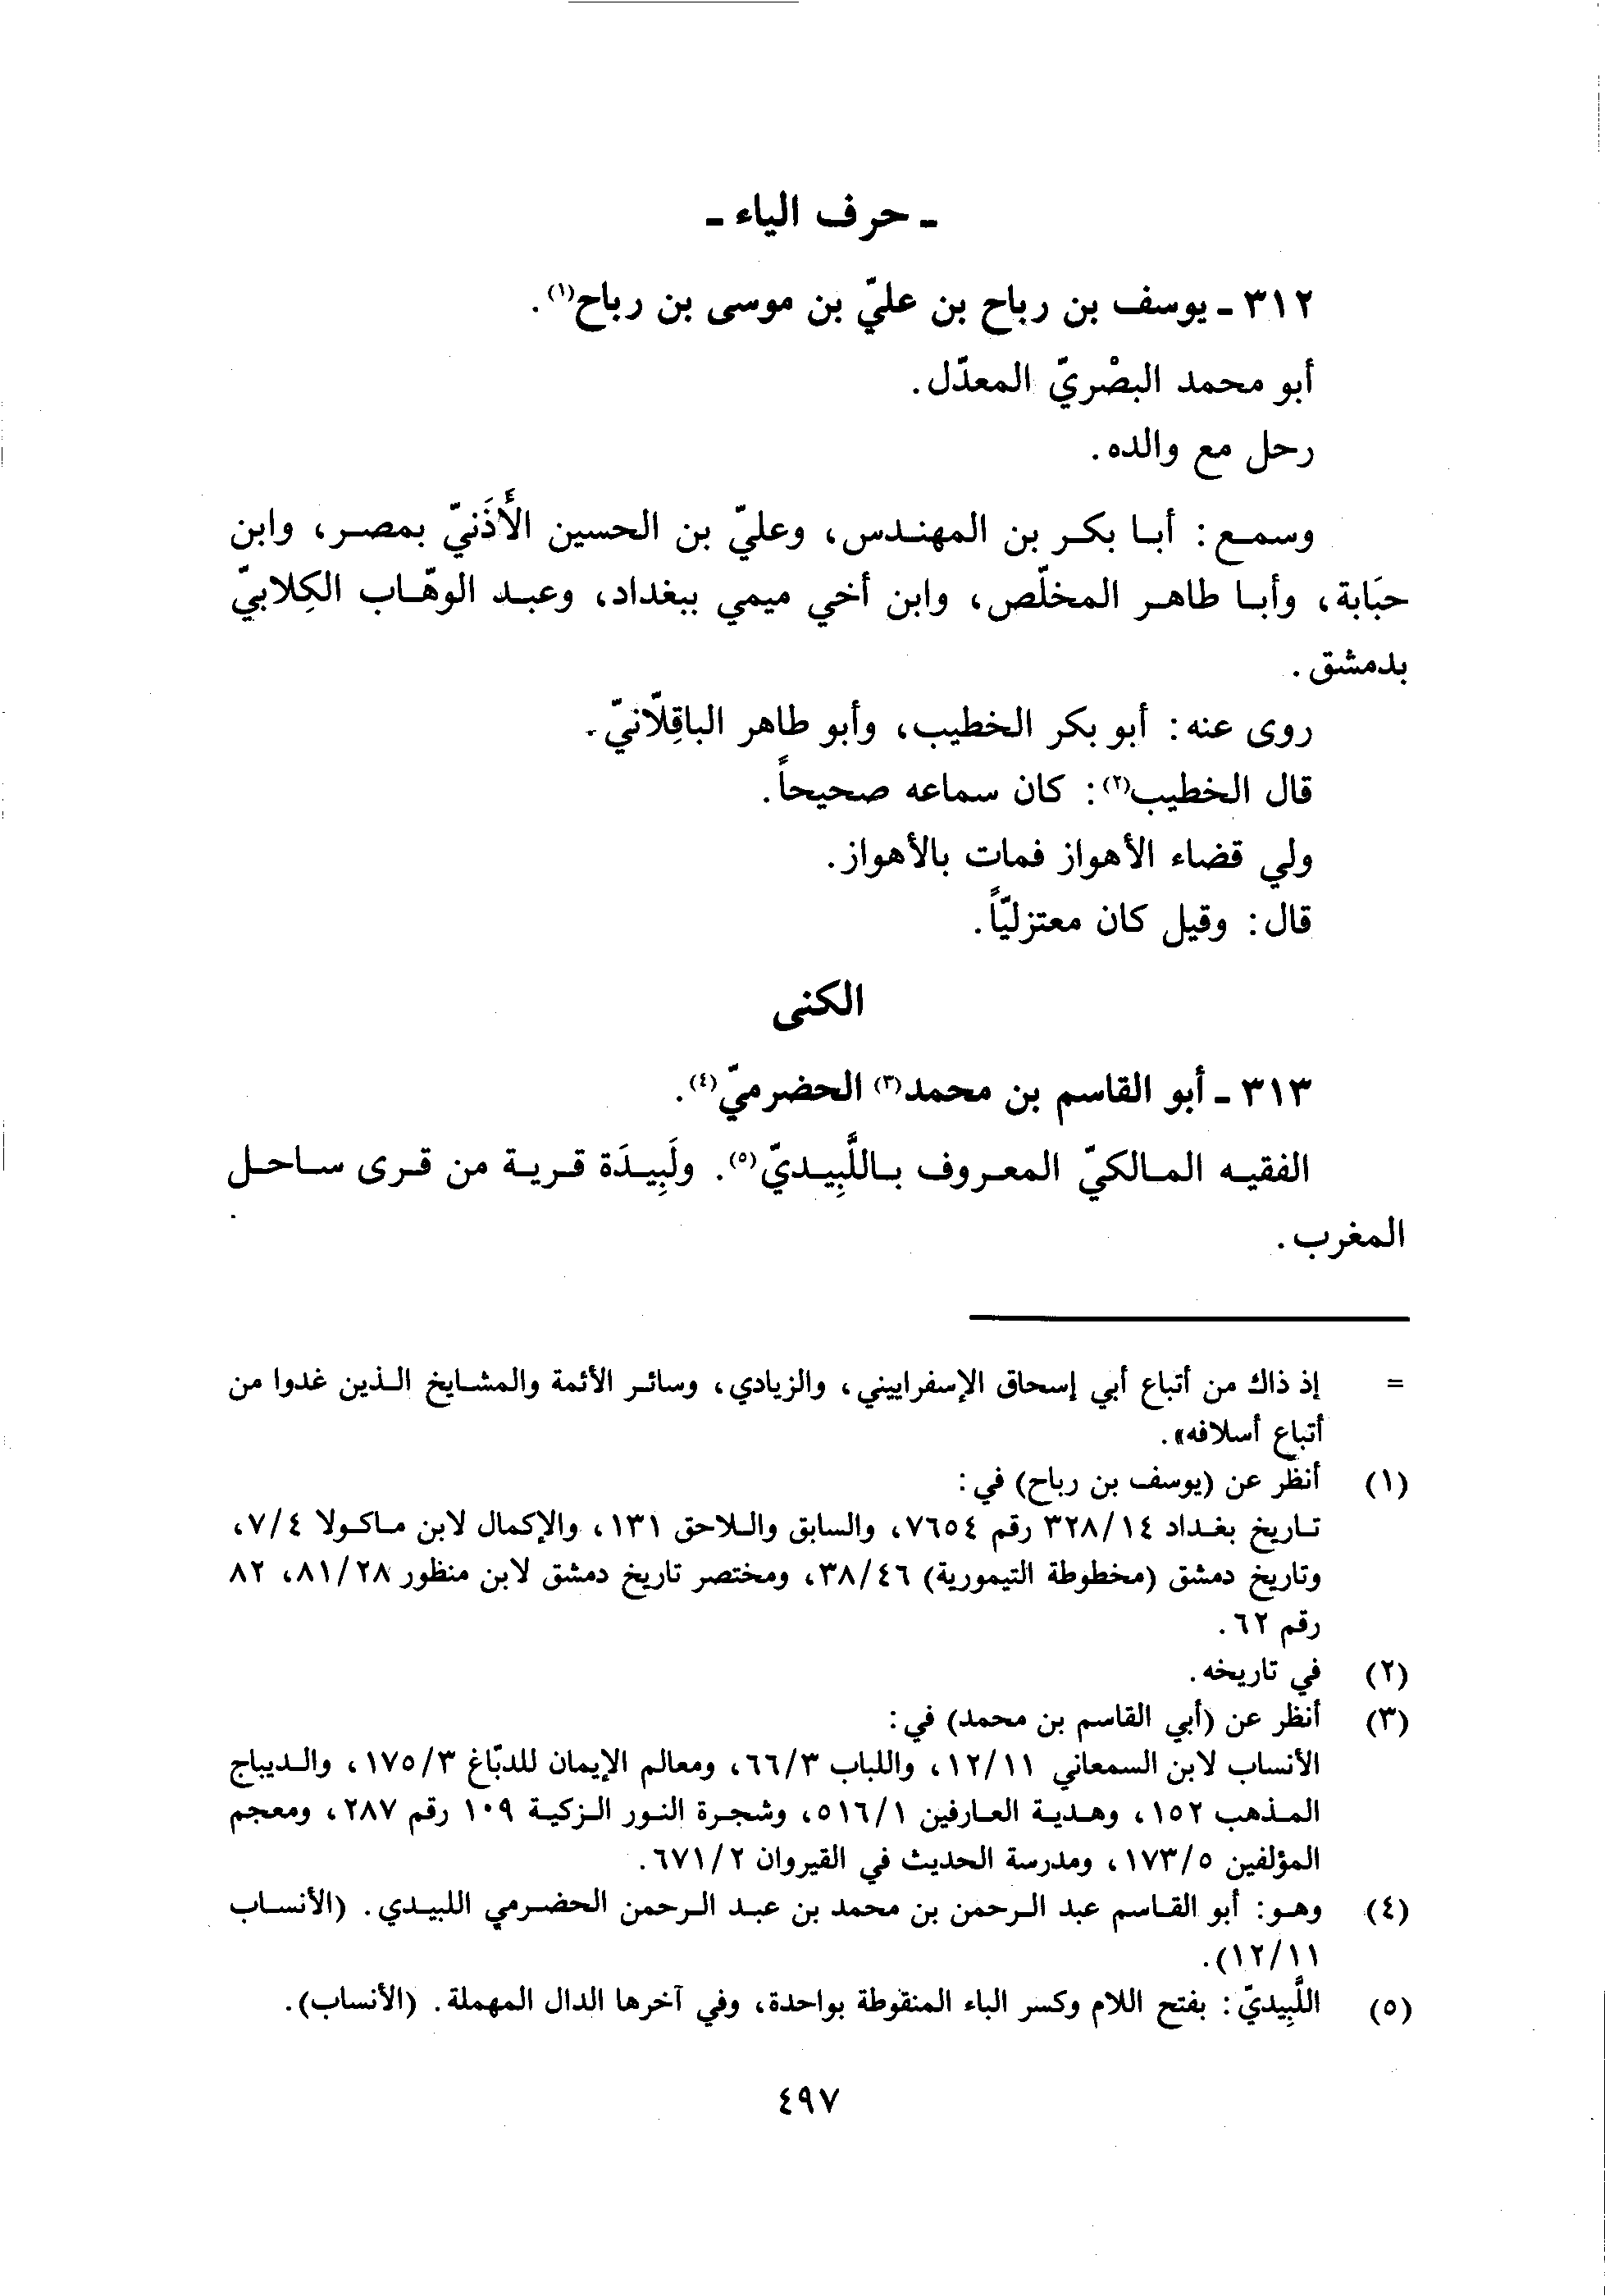 ـ حرف الياء ـ
٣١٢ ـ يوسف بن رباح بن عليّ بن موسى بن رباح(١).
أبو محمد البصْريّ المعدّل.
رحل مع والده.
وسمع: أبا بكر بن المهندس، وعليّ بن الحسين الأَذَنيّ بمصر، وابن
حبَابة، وأبا طاهر المخلّص، وابن أخي ميمي ببغداد، وعبد الوهّاب الكِلابيّ
بدمشق.
روى عنه: أبو بكر الخطيب، وأبو طاهر الباقِلّانيّ.
قال الخطيب(٢): كان سماعه صحيحاً.
ولي قضاء الأهواز فمات بالأهواز.
قال: وقيل كان معتزليّاً.
الكنى
٣١٣ ـ أبو القاسم بن محمد(٣) الحضرميّ(٤).
الفقيه المالكيّ المعروف باللَّبِيديّ(٥). ولَبِيدَة قرية من قرى ساحل
المغرب.
= إذ ذاك من أتباع أبي إسحاق الإسفراييني، والزيادي، وسائر الأئمة والمشايخ الذين غدوا من
أتباع أسلافه».
(١) أنظر عن (يوسف بن رباح) في:
تاريخ بغداد ١٤/٣٢٨ رقم ٧٦٥٤، والسابق واللاحق ١٣١، والإكمال لابن ماكولا ٧/٤،
وتاريخ دمشق (مخطوطة التيمورية) ٣٨/٤٦، ومختصر تاريخ دمشق لابن منظور ٨١/٢٨، ٨٢
رقم ٦٢.
(٢) في تاريخه.
(٣) أنظر عن (أبي القاسم بن محمد) في:
الأنساب لابن السمعاني ١٢/١١، واللباب ٦٦/٣، ومعالم الإيمان للدبّاغ ١٧٥/٣، والديباج
المذهب ١٥٢، وهدية العارفين ٥١٦/١، وشجرة النور الزكية ١٠٩ رقم ٢٨٧، ومعجم
المؤلفين ١٧٣/٥، ومدرسة الحديث في القيروان ٦٧١/٢.
(٤) وهو: أبو القاسم عبد الرحمن بن محمد بن عبد الرحمن الحضرمي اللبيدي. (الأنساب
١٢/١١).
(٥) اللَّبِيديّ: بفتح اللام وكسر الباء المنقوطة بواحدة، وفي آخرها الدال المهملة. (الأنساب).
٤٩٧